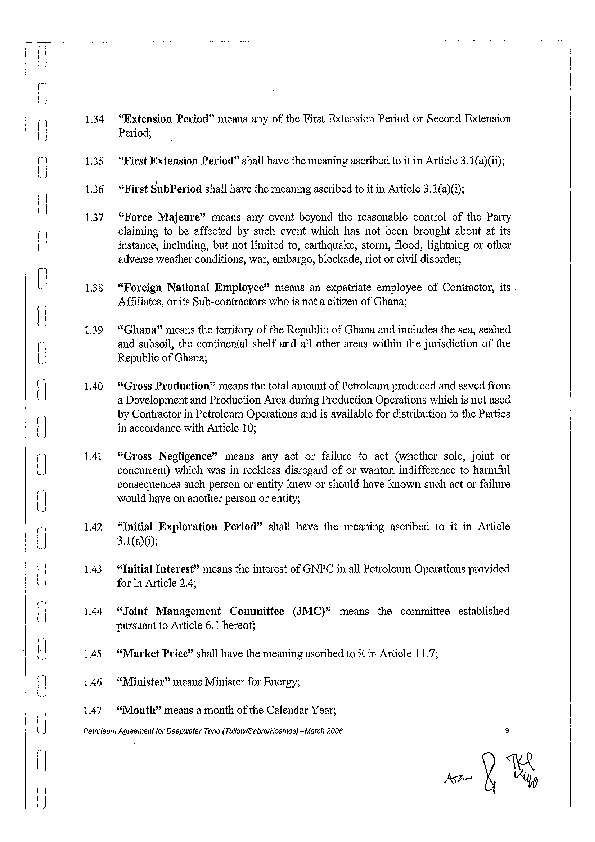 1.34 “Extension Period” means any of the First Extension Period or Second Extension
Period;
1.35 “First Extension Period” shall have the meaning ascribed to it in Article 3.1(a)(ii);
1.36 “First SubPeriod shall have the meaning ascribed to it in Article 3.1(a)(i);
1.37 “Force Majeure” means any event beyond the reasonable control of the Party
claiming to be affected by such event which has not been brought about at its
instance, including, but not limited to, earthquake, storm, flood, lightning or other
adverse weather conditions, war, embargo, blockade, riot or civil disorder;
1.38 “Foreign National Employee” means an expatriate employee of Contractor, its
Affiliates, or its Sub-contractors who is not a citizen of Ghana;
1.39 “Ghana” means the territory of the Republic of Ghana and includes the sea, seabed
and subsoil, the continental shelf and all other areas within the jurisdiction of the
Republic of Ghana;
1.40 “Gross Production” means the total amount of Petroleum produced and saved from
a Development and Production Area during Production Operations which is not used
by Contractor in Petroleum Operations and is available for distribution to the Parties
in accordance with Article 10;
1.41 “Gross Negligence” means any act or failure to act (whether sole, joint or
concurrent) which was in reckless disregard of or wanton indifference to harmful
consequences such person or entity knew or should have known such act or failure
would have on another person or entity;
1.42 “Initial Exploration Period” shall have the meaning ascribed to it in Article
3.1(a)(i);
1.43 “Initial Interest” means the interest of GNPC in all Petroleum Operations provided
for in Article 2.4;
1.44 “Joint Management Committee (JMC)” means the committee established
pursuant to Article 6.1 hereof;
1.45 “Market Price” shall have the meaning ascribed to it in Article 11.7;
1.46 “Minister” means Minister for Energy;
1.47 “Month” means a month of the Calendar Year;
Petroleum Agreement for Deepwater Tano (Tullow/Sabre/Kosmos) – March 2006 9